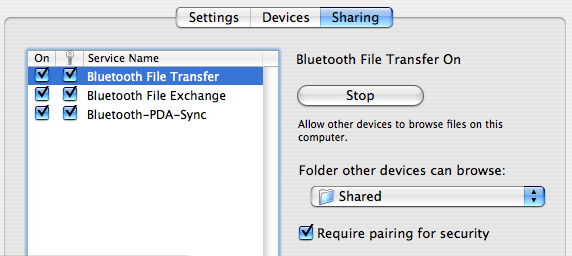 Settings
Devices
Sharing
On
Service Name
Bluetooth File Transfer
Bluetooth File Exchange
Bluetooth-PDA-Sync
Bluetooth File Transfer On
Stop
Allow other devices to browse files on this
computer.
Folder other devices can browse:
Shared
Require pairing for security